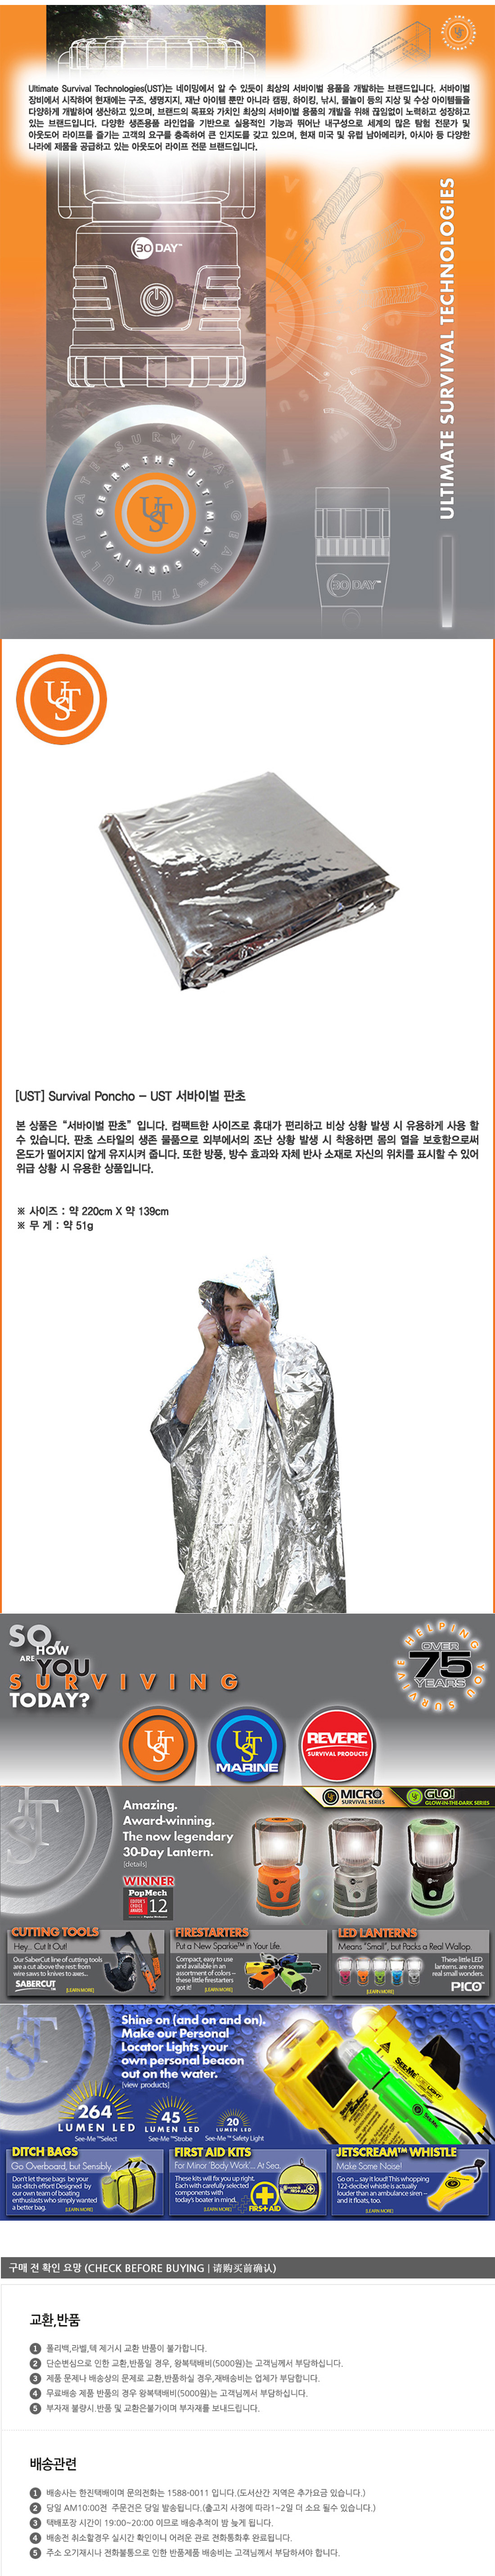 Ultimate Survival Technologies(UST)는 네이밍에서 알 수 있듯이 최상의 서바이벌 용품을 개발하는 브랜드입니다. 서바이벌
장비에서 시작하여 현재에는 구조, 생명지지, 재난 아이템 뿐만 아니라 캠핑, 하이킹, 낚시, 물놀이 등의 지상 및 수상 아이템들을
다양하게 개발하여 생산하고 있으며, 브랜드의 목표와 가치인 최상의 서바이벌 용품의 개발을 위해 끊임없이 노력하고 성장하고
있는 브랜드입니다. 다양한 생존용품 라인업을 기반으로 실용적인 기능과 뛰어난 내구성으로 세계의 많은 탐험 전문가 및
아웃도어 라이프를 즐기는 고객의 요구를 충족하여 큰 인지도를 갖고 있으며, 현재 미국 및 유럽 남아메리카, 아시아 등 다양한
나라에 제품을 공급하고 있는 아웃도어 라이프 전문 브랜드입니다.
30 DAY™
ULTIMATE SURVIVAL TECHNOLOGIES
THE ULTIMATE SURVIVAL GEAR™
THE ULTIMATE SURVIVAL GEAR™
UST
30 DAY™
UST
[UST] Survival Poncho - UST 서바이벌 판초
본 상품은 “서바이벌 판초” 입니다. 컴팩트한 사이즈로 휴대가 편리하고 비상 상황 발생 시 유용하게 사용 할
수 있습니다. 판초 스타일의 생존 물품으로 외부에서의 조난 상황 발생 시 착용하면 몸의 열을 보호함으로써
온도가 떨어지지 않게 유지시켜 줍니다. 또한 방풍, 방수 효과와 자체 반사 소재로 자신의 위치를 표시할 수 있어
위급 상황 시 유용한 상품입니다.
※ 사이즈 : 약 220cm X 약 139cm
※ 무 게 : 약 51g
SO,
HOW
ARE YOU
SURVIVING
TODAY?
HELPING YOU SURVIVE
OVER
75
YEARS
UST
UST
MARINE
REVERE
SURVIVAL PRODUCTS
MICRO
SURVIVAL SERIES
GLO!
GLOW-IN-THE-DARK SERIES
Amazing.
Award-winning.
The now legendary
30-Day Lantern.
[details]
WINNER
PopMech
EDITOR'S CHOICE AWARDS
12
CUTTING TOOLS
Hey... Cut It Out!
Our SaberCut line of cutting tools
are a cut above the rest: from
wire saws to knives to axes...
SABERCUT™
[LEARN MORE]
FIRESTARTERS
Put a New Sparkie™ in Your Life.
Compact, easy to use
and available in an
assortment of colors –
these little firestarters
got it!
[LEARN MORE]
LED LANTERNS
Means “Small”, but Packs a Real Wallop.
These little LED
lanterns are some
real small wonders.
PICO™
[LEARN MORE]
Shine on (and on and on).
Make our Personal
Locator Lights your
own personal beacon
out on the water.
[view products]
264
LUMEN LED
See-Me™Select
45
LUMEN LED
See-Me™Strobe
20
LUMEN LED
See-Me™Safety Light
DITCH BAGS
Go Overboard, but Sensibly.
Don't let these bags be your
last-ditch effort! Designed by
our own team of boating
enthusiasts who simply wanted
a better bag.
[LEARN MORE]
FIRST AID KITS
For Minor 'Body Work'... At Sea.
These kits will fix you up right.
Each with carefully selected
components with
today's boater in mind.
[LEARN MORE]
FIRST AID
JETSCREAM™ WHISTLE
Make Some Noise!
Go on ... say it loud! This whopping
122-decibel whistle is actually
louder than an ambulance siren –
and it floats, too.
[LEARN MORE]
구매 전 확인 요망 (CHECK BEFORE BUYING | 请购买前确认)
교환,반품
1 폴리백,라벨,택 제거시 교환 반품이 불가합니다.
2 단순변심으로 인한 교환,반품일 경우, 왕복택배비(5000원)는 고객님께서 부담하십니다.
3 제품 문제나 배송상의 문제로 교환,반품하실 경우,재배송비는 업체가 부담합니다.
4 무료배송 제품 반품의 경우 왕복택배비(5000원)는 고객님께서 부담하십니다.
5 부자재 불량시.반품 및 교환은불가이며 부자재를 보내드립니다.
배송관련
1 배송사는 한진택배이며 문의전화는 1588-0011 입니다.(도서산간 지역은 추가요금 있습니다.)
2 당일 AM10:00전 주문건은 당일 발송됩니다.(출고지 사정에 따라1~2일 더 소요 될수 있습니다.)
3 택배포장 시간이 19:00~20:00 이므로 배송추적이 밤 늦게 됩니다.
4 배송전 취소할경우 실시간 확인이니 어려운 관로 전화통화후 완료됩니다.
5 주소 오기재시나 전화불통으로 인한 반품제품 배송비는 고객님께서 부담하셔야 합니다.